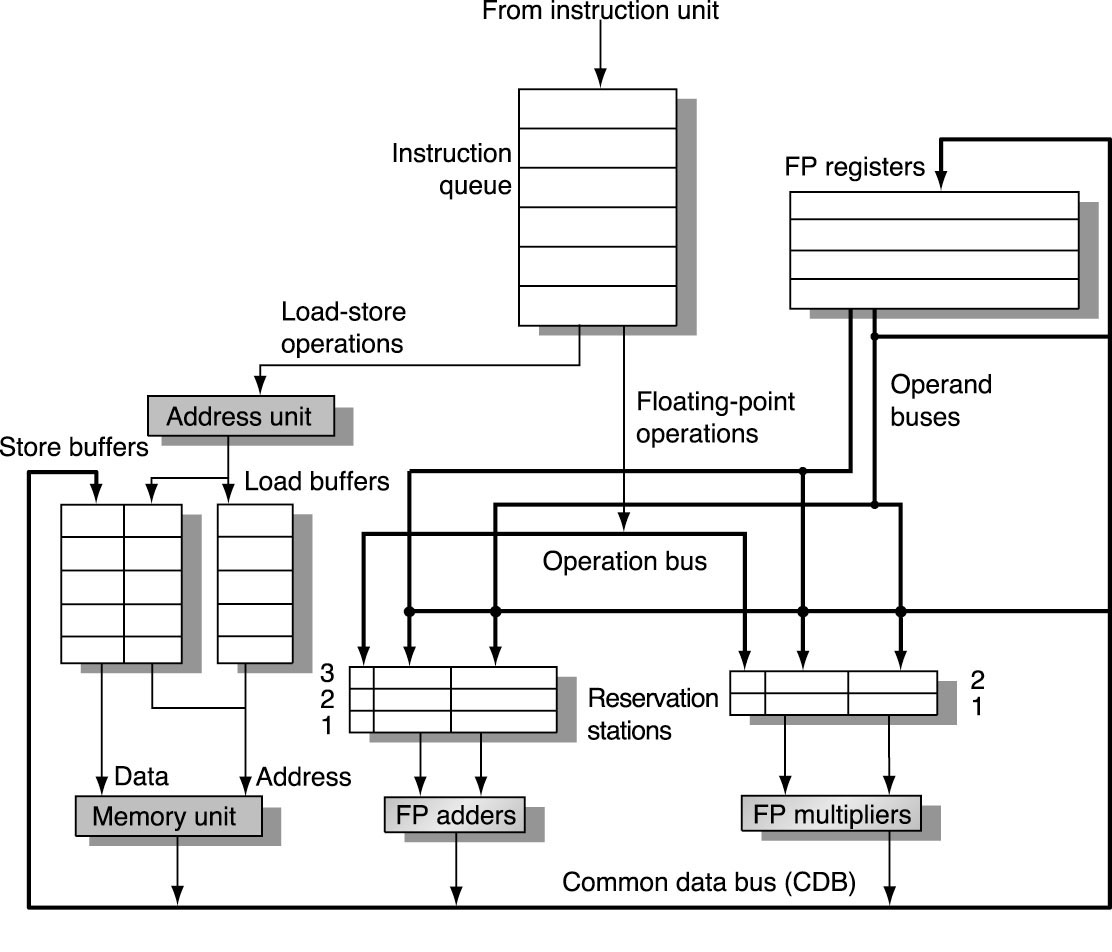 From instruction unit
Instruction
queue
FP registers
Load-store
operations
Address unit
Floating-point
operations
Operand
buses
Store buffers
Load buffers
Operation bus
3
2
1
Reservation
stations
2
1
Data
Address
Memory unit
FP adders
FP multipliers
Common data bus (CDB)